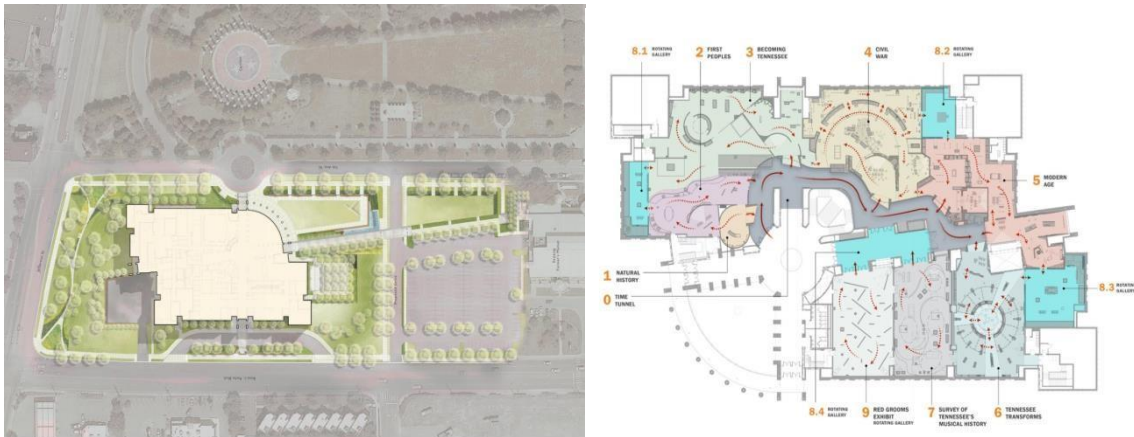 8.1 ROTATING
GALLERY
2 FIRST
PEOPLES
3 BECOMING
TENNESSEE
4 CIVIL
WAR
8.2 ROTATING
GALLERY
5 MODERN
AGE
1 NATURAL
HISTORY
0 TIME
TUNNEL
8.3 ROTATING
GALLERY
8.4 ROTATING
GALLERY
9 RED GROOMS
EXHIBIT
ROTATING GALLERY
7 SURVEY OF
TENNESSEE'S
MUSICAL HISTORY
6 TENNESSEE
TRANSFORMS